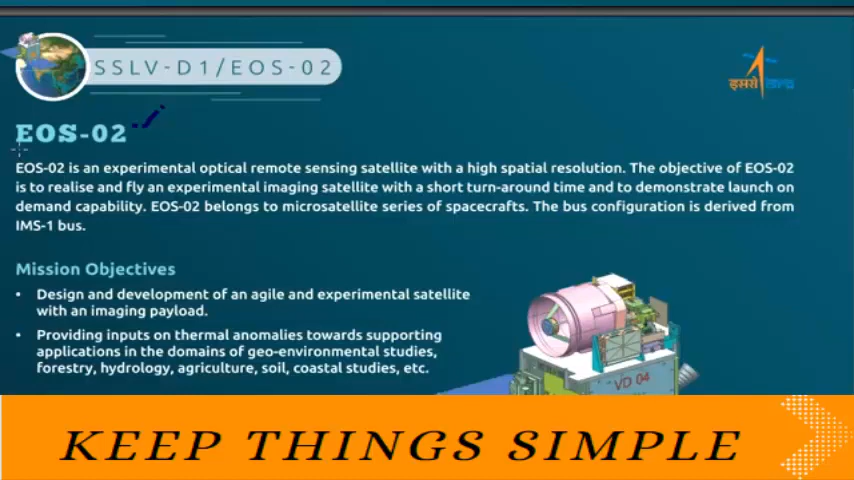 SSLV-D1/EOS-02
इसरो isro
EOS-02
EOS-02 is an experimental optical remote sensing satellite with a high spatial resolution. The objective of EOS-02
is to realise and fly an experimental imaging satellite with a short turn-around time and to demonstrate launch on
demand capability. EOS-02 belongs to microsatellite series of spacecrafts. The bus configuration is derived from
IMS-1 bus.
Mission Objectives
• Design and development of an agile and experimental satellite
with an imaging payload.
• Providing inputs on thermal anomalies towards supporting
applications in the domains of geo-environmental studies,
forestry, hydrology, agriculture, soil, coastal studies, etc.
VD 04
KEEP THINGS SIMPLE